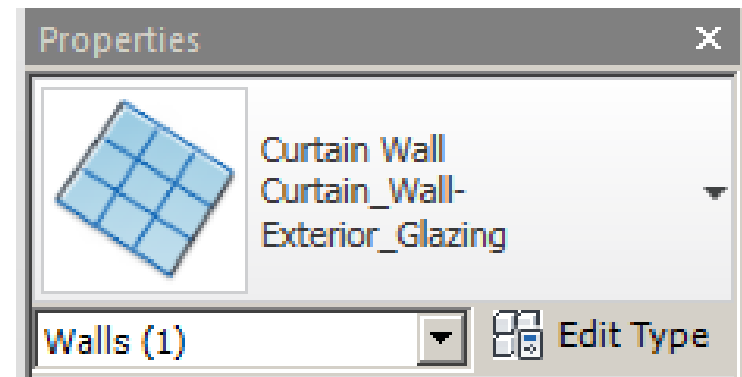 Properties
Curtain Wall
Curtain_Wall-
Exterior_Glazing
Walls (1)
Edit Type